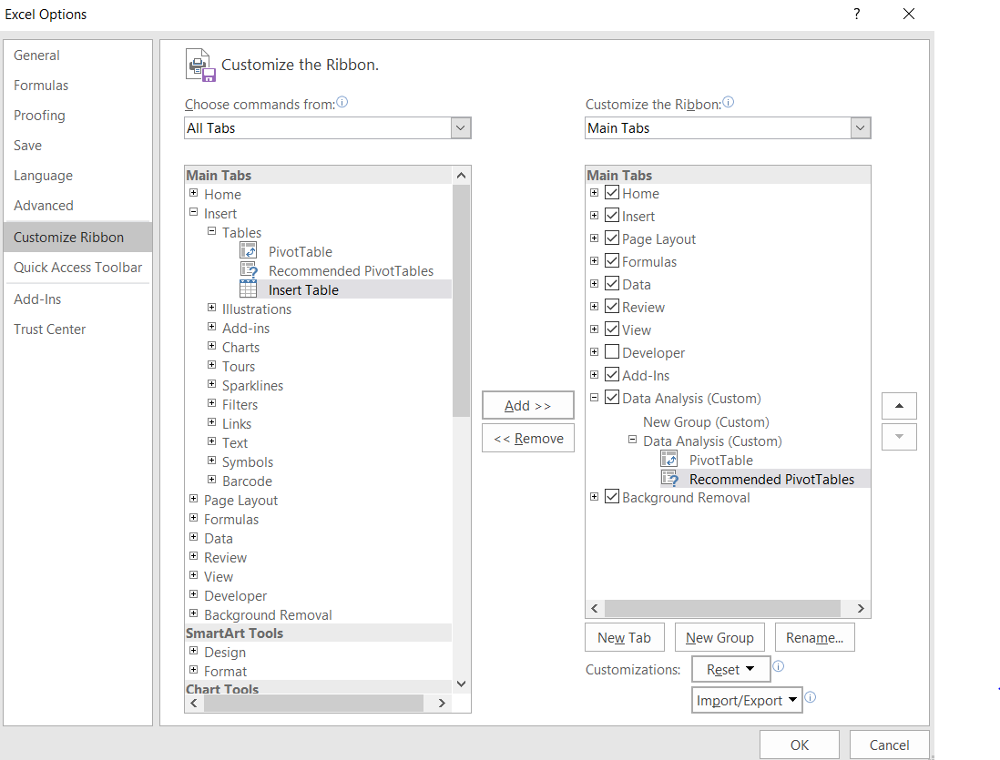 Excel Options
?
General
Formulas
Proofing
Save
Language
Advanced
Customize Ribbon
Quick Access Toolbar
Add-Ins
Trust Center
Customize the Ribbon.
Choose commands from:
All Tabs
Main Tabs
Home
Insert
Tables
PivotTable
Recommended PivotTables
Insert Table
Illustrations
Add-ins
Charts
Tours
Sparklines
Filters
Links
Text
Symbols
Barcode
Page Layout
Formulas
Data
Review
View
Developer
Background Removal
SmartArt Tools
Design
Format
Chart Tools
Add >>
<< Remove
Customize the Ribbon:
Main Tabs
Main Tabs
Home
Insert
Page Layout
Formulas
Data
Review
View
Developer
Add-Ins
Data Analysis (Custom)
New Group (Custom)
Data Analysis (Custom)
PivotTable
Recommended PivotTables
Background Removal
New Tab New Group Rename...
Customizations: Reset
Import/Export
OK Cancel